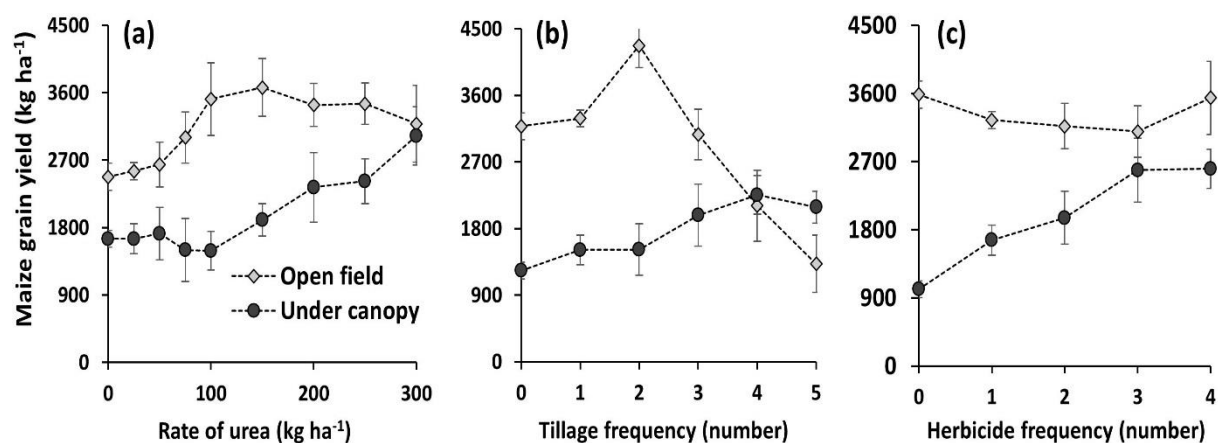 Maize grain yield (kg ha⁻¹)
(a)
4500
3600
2700
1800
900
0
Open field
Under canopy
0 100 200 300
Rate of urea (kg ha⁻¹)
(b)
4500
3600
2700
1800
900
0
0 1 2 3 4 5
Tillage frequency (number)
(c)
4500
3600
2700
1800
900
0
0 1 2 3 4
Herbicide frequency (number)